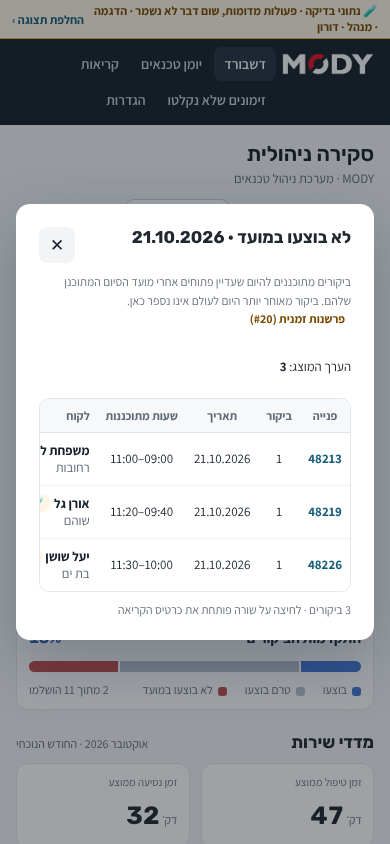 🧪 נתוני בדיקה · פעולות מדומות, שום דבר לא נשמר · הדגמה
· מנהל · דורון
החלפת תצוגה ‹
MODY
דשבורד
יומן טכנאים
קריאות
זימונים שלא נקלטו
הגדרות
סקירה ניהולית
MODY · מערכת ניהול טכנאים
לא בוצעו במועד · 21.10.2026
✕
ביקורים מתוכננים להיום שעדיין פתוחים אחרי מועד הסיום המתוכנן
שלהם. ביקור מאוחר יותר היום לעולם אינו נספר כאן.
פרשנות זמנית (#20)
הערך המוצג: 3
פנייה ביקור תאריך שעות מתוכננות לקוח
48213 1 21.10.2026 09:00–11:00 משפחת
רחובות
48219 1 21.10.2026 09:40–11:20 אורן גל
שוהם
48226 1 21.10.2026 10:00–11:30 יעל ששון
בת ים
3 ביקורים · לחיצה על שורה פותחת את כרטיס הקריאה
בוצעו
טרם בוצעו
לא בוצעו במועד
2 מתוך 11 הושלמו
מדדי שירות
אוקטובר 2026 · החודש הנוכחי
זמן טיפול ממוצע
47 דק׳
זמן נסיעה ממוצע
32 דק׳